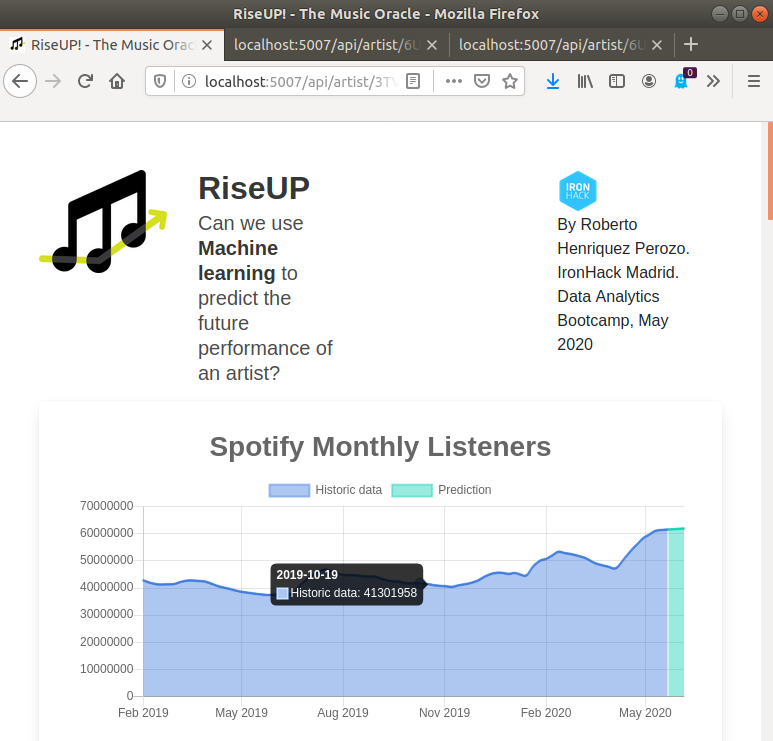 RiseUP! - The Music Oracle - Mozilla Firefox
RiseUP! - The Music Orac
localhost:5007/api/artist/6U
localhost:5007/api/artist/6U
localhost:5007/api/artist/3TV
0
RiseUP
Can we use
Machine
learning to
predict the
future
performance of
an artist?
IRON
HACK
By Roberto
Henriquez Perozo.
IronHack Madrid.
Data Analytics
Bootcamp, May
2020
Spotify Monthly Listeners
Historic data
Prediction
70000000
60000000
50000000
40000000
30000000
20000000
10000000
0
2019-10-19
Historic data: 41301958
Feb 2019
May 2019
Aug 2019
Nov 2019
Feb 2020
May 2020